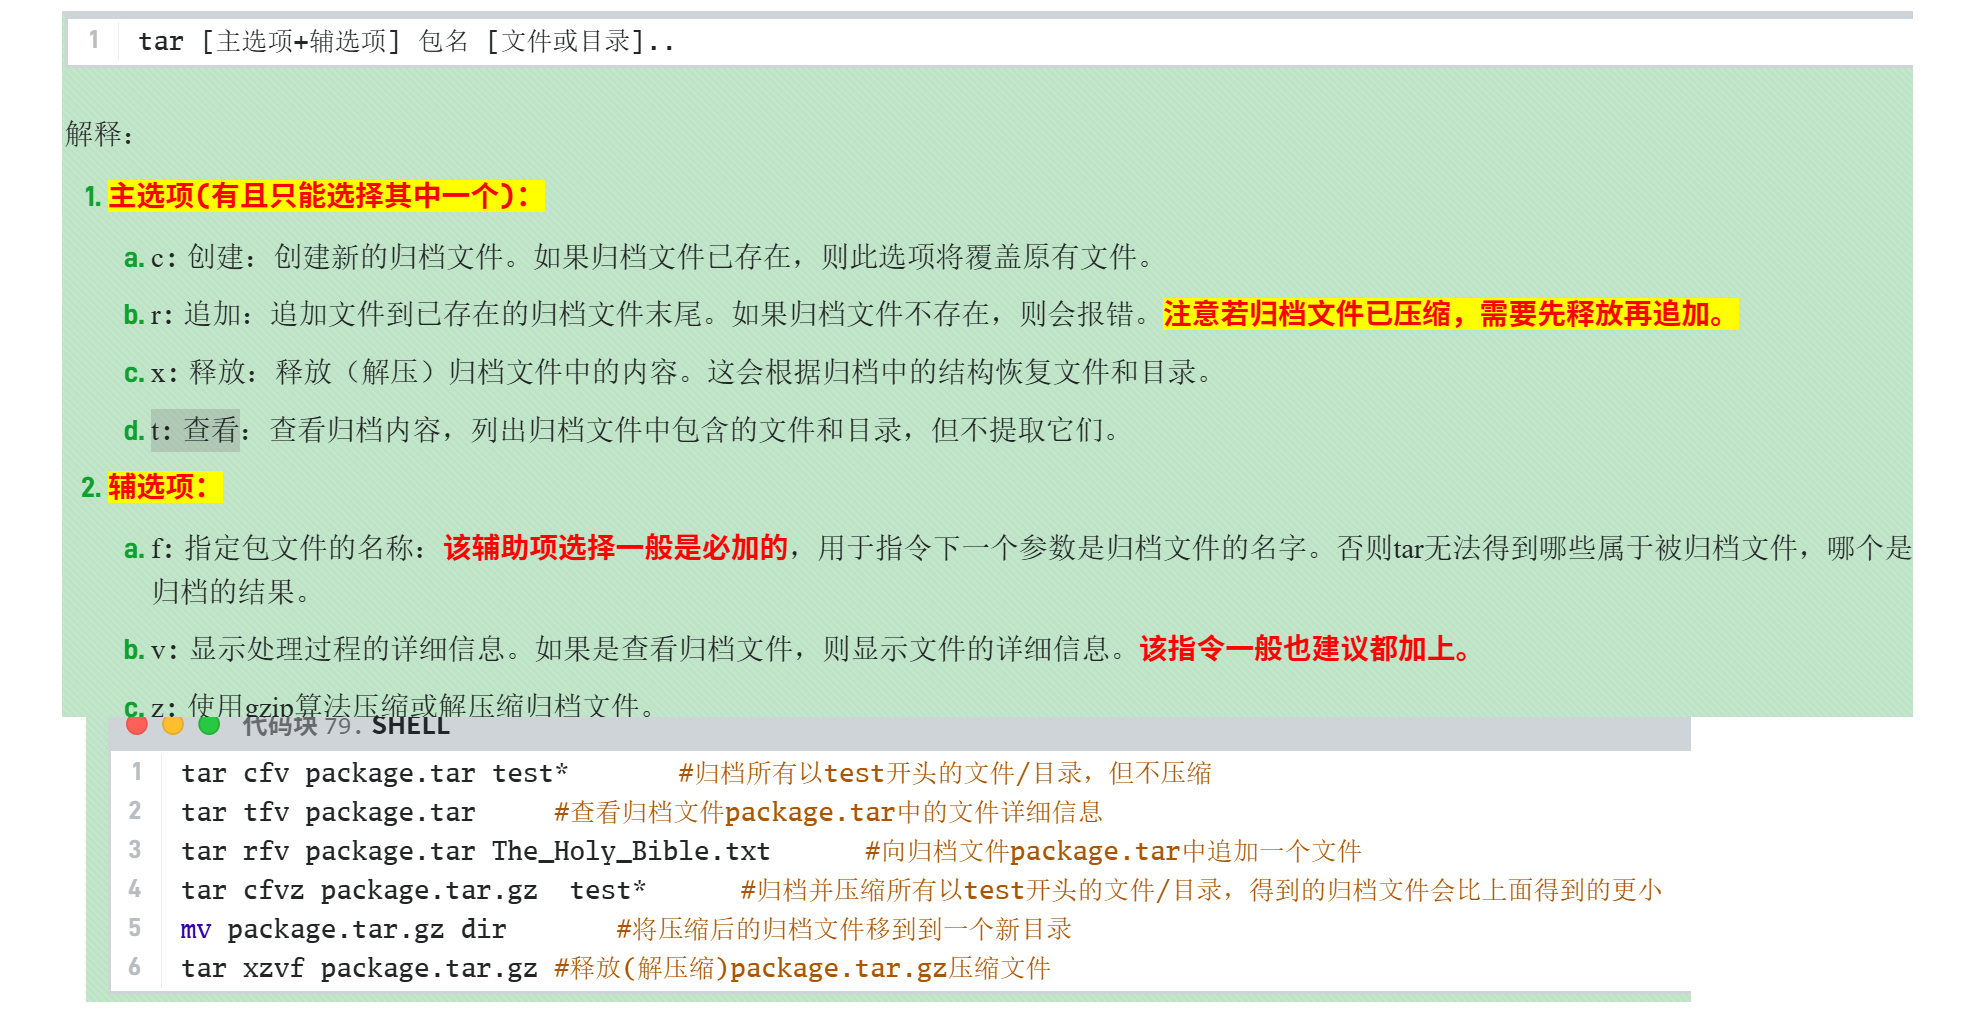 1 tar [主选项+辅选项] 包名 [文件或目录]..
解释：
1. 主选项(有且只能选择其中一个)：
a. c: 创建：创建新的归档文件。如果归档文件已存在，则此选项将覆盖原有文件。
b. r: 追加：追加文件到已存在的归档文件末尾。如果归档文件不存在，则会报错。注意若归档文件已压缩，需要先释放再追加。
c. x: 释放：释放（解压）归档文件中的内容。这会根据归档中的结构恢复文件和目录。
d. t: 查看：查看归档内容，列出归档文件中包含的文件和目录，但不提取它们。
2. 辅选项：
a. f: 指定包文件的名称：该辅助项选择一般是必加的，用于指令下一个参数是归档文件的名字。否则tar无法得到哪些属于被归档文件，哪个是
归档的结果。
b. v: 显示处理过程的详细信息。如果是查看归档文件，则显示文件的详细信息。该指令一般也建议都加上。
c. z: 使用gzip算法压缩或解压缩归档文件。
代码块 79. SHELL
1 tar cfv package.tar test* #归档所有以test开头的文件/目录，但不压缩
2 tar tfv package.tar #查看归档文件package.tar中的文件详细信息
3 tar rfv package.tar The_Holy_Bible.txt #向归档文件package.tar中追加一个文件
4 tar cfvz package.tar.gz test* #归档并压缩所有以test开头的文件/目录，得到的归档文件会比上面得到的更小
5 mv package.tar.gz dir #将压缩后的归档文件移到到一个新目录
6 tar xzvf package.tar.gz #释放(解压缩)package.tar.gz压缩文件